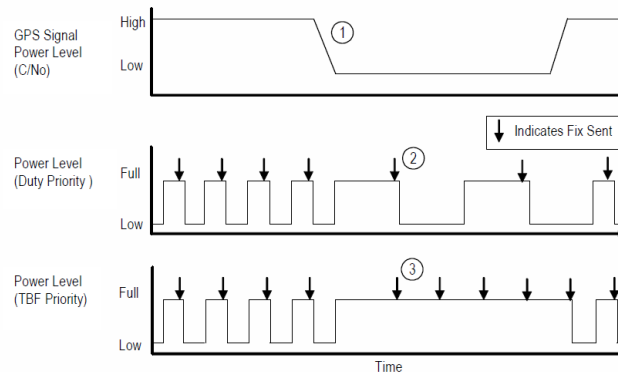 GPS Signal
Power Level
(C/No)
High
Low
1
Indicates Fix Sent
Power Level
(Duty Priority )
Full
Low
2
Power Level
(TBF Priority)
Full
Low
3
Time